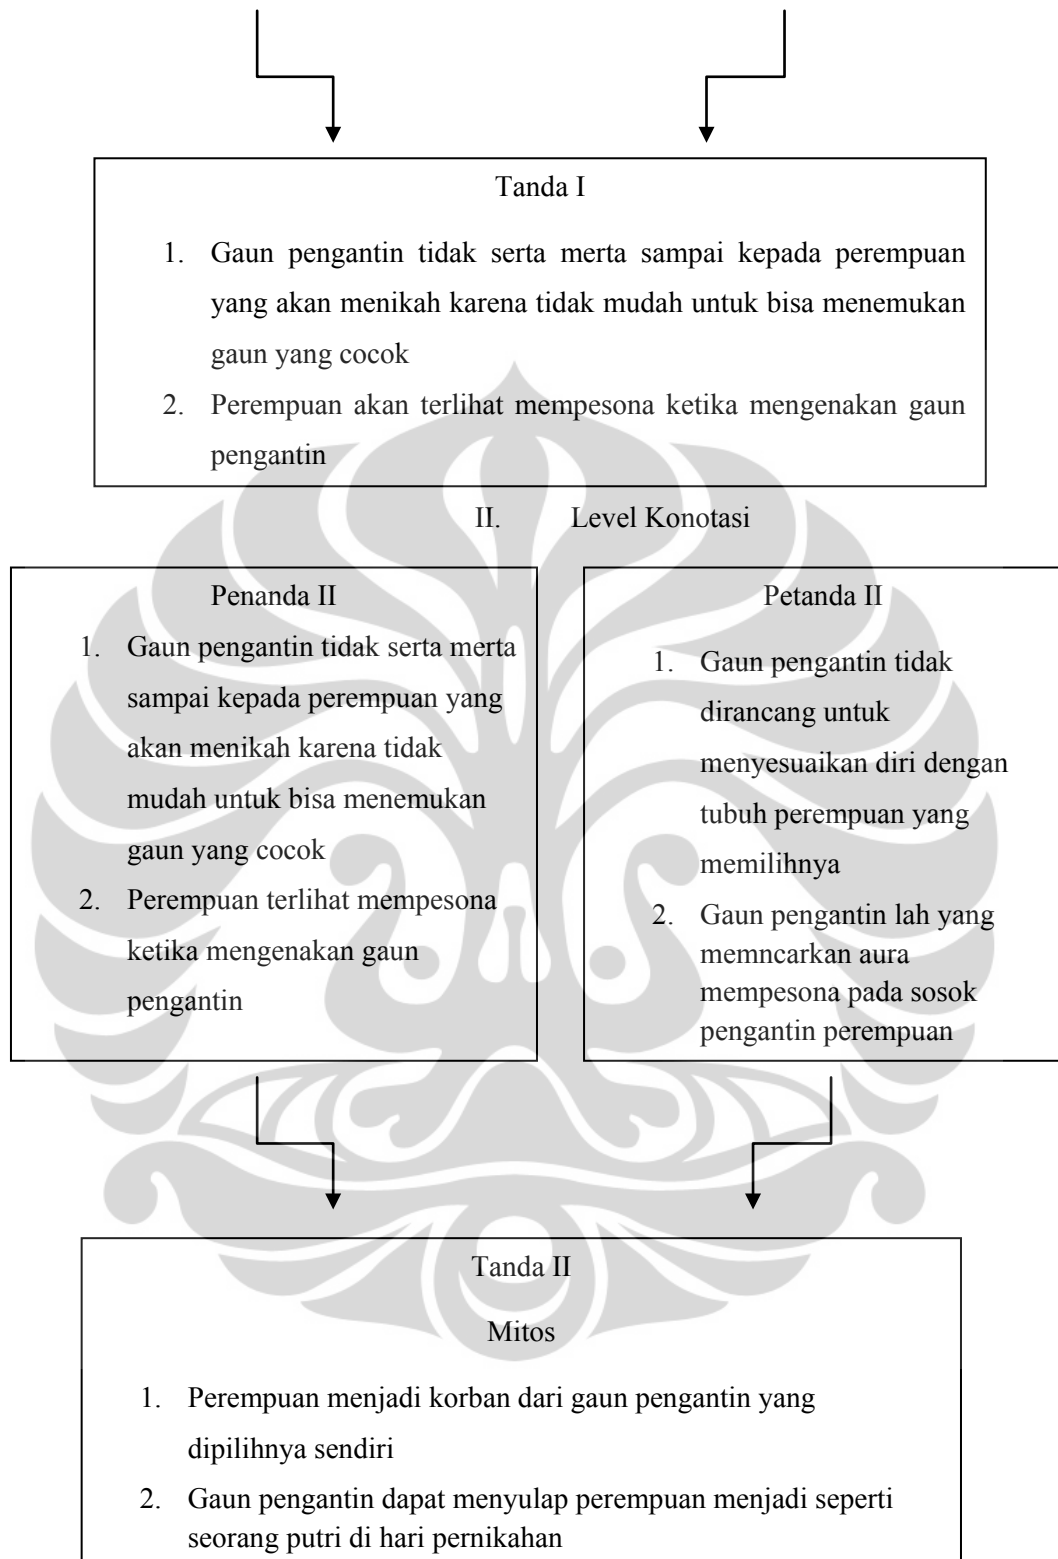 Tanda I
1. Gaun pengantin tidak serta merta sampai kepada perempuan
yang akan menikah karena tidak mudah untuk bisa menemukan
gaun yang cocok
2. Perempuan akan terlihat mempesona ketika mengenakan gaun
pengantin
II. Level Konotasi
Penanda II
1. Gaun pengantin tidak serta merta
sampai kepada perempuan yang
akan menikah karena tidak
mudah untuk bisa menemukan
gaun yang cocok
2. Perempuan terlihat mempesona
ketika mengenakan gaun
pengantin
Petanda II
1. Gaun pengantin tidak
dirancang untuk
menyesuaikan diri dengan
tubuh perempuan yang
memilihnya
2. Gaun pengantin lah yang
memncarkan aura
mempesona pada sosok
pengantin perempuan
Tanda II
Mitos
1. Perempuan menjadi korban dari gaun pengantin yang
dipilihnya sendiri
2. Gaun pengantin dapat menyulap perempuan menjadi seperti
seorang putri di hari pernikahan